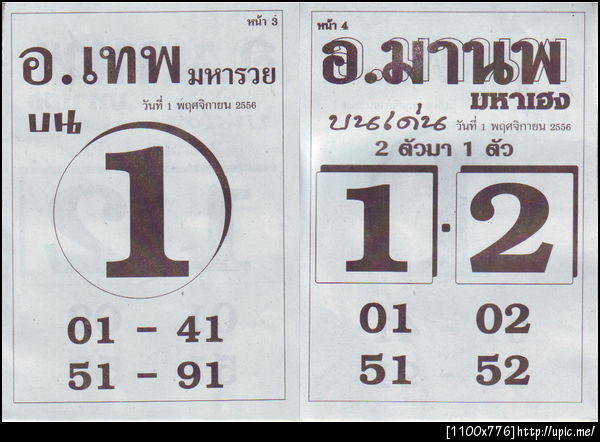 หน้า 3
อ.เทพ มหารวย
วันที่ 1 พฤศจิกายน 2556
บน
1
01 - 41
51 - 91
หน้า 4
อ.มานพ
มหาเฮง
บนเด่น วันที่ 1 พฤศจิกายน 2556
2 ตัวมา 1 ตัว
1 · 2
01 02
51 52
[1100x776]http://upic.me/